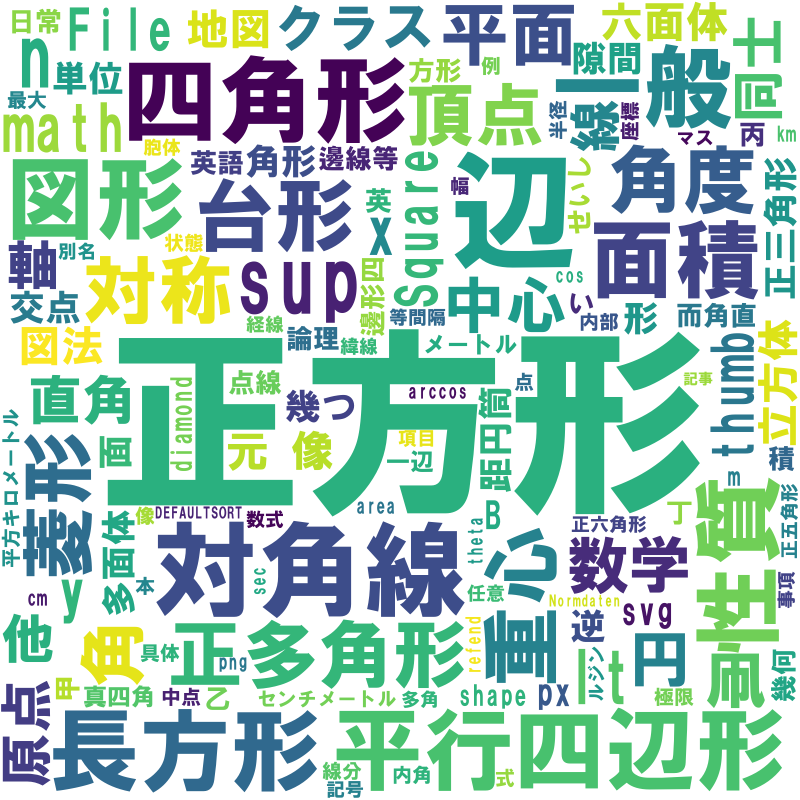 日常
File
地図
クラス
平面
六面体
同士
n
単位
四角形
方形
例
隙間
線
一
般
最大
math
胞体
頂点
半径
座標
マス
丙
km
英語
角形
邊線等
図形
台形
英
x
Square
幅
辺
せいし
角度
正三角形
軸
別名
状態
対称
sup
邊形四
中心
cos
い
面積
交点
経線
論理
緯線
等間隔
内部
形
而角直
図法
メートル
立方体
thumb
正方形
直角
点線
diamond
幾つ
arccos
点
記事
距円筒
平方キロメートル
菱形
面
元
像
項目
一辺
積
m
像
DEFAULTSORT
数式
area
B
正六角形
丁
性質
正五角形
多面体
対角線
theta
重心
数学
cm
y
本
sec
任意
Normdaten
svg
事項
他
角
具体
正多角形
png
refend
逆
円
ルジン
t
幾何
甲
真四角
中点
乙
センチメートル
多角
shape
px
極限
原点
長方形
平行四辺形
線分
記号
内角
式